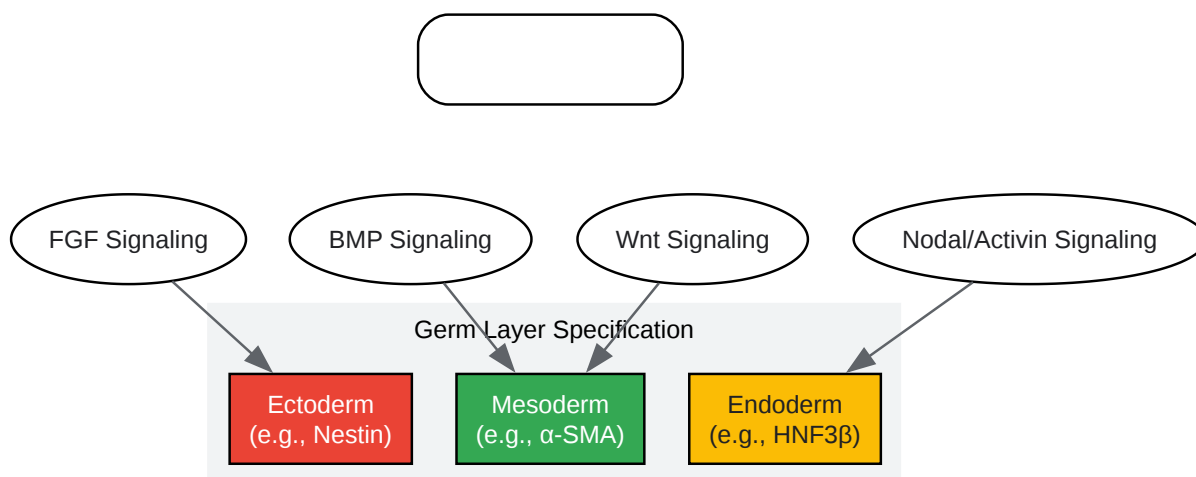 FGF Signaling
BMP Signaling
Wnt Signaling
Nodal/Activin Signaling
Germ Layer Specification
Ectoderm
(e.g., Nestin)
Mesoderm
(e.g., α-SMA)
Endoderm
(e.g., HNF3β)